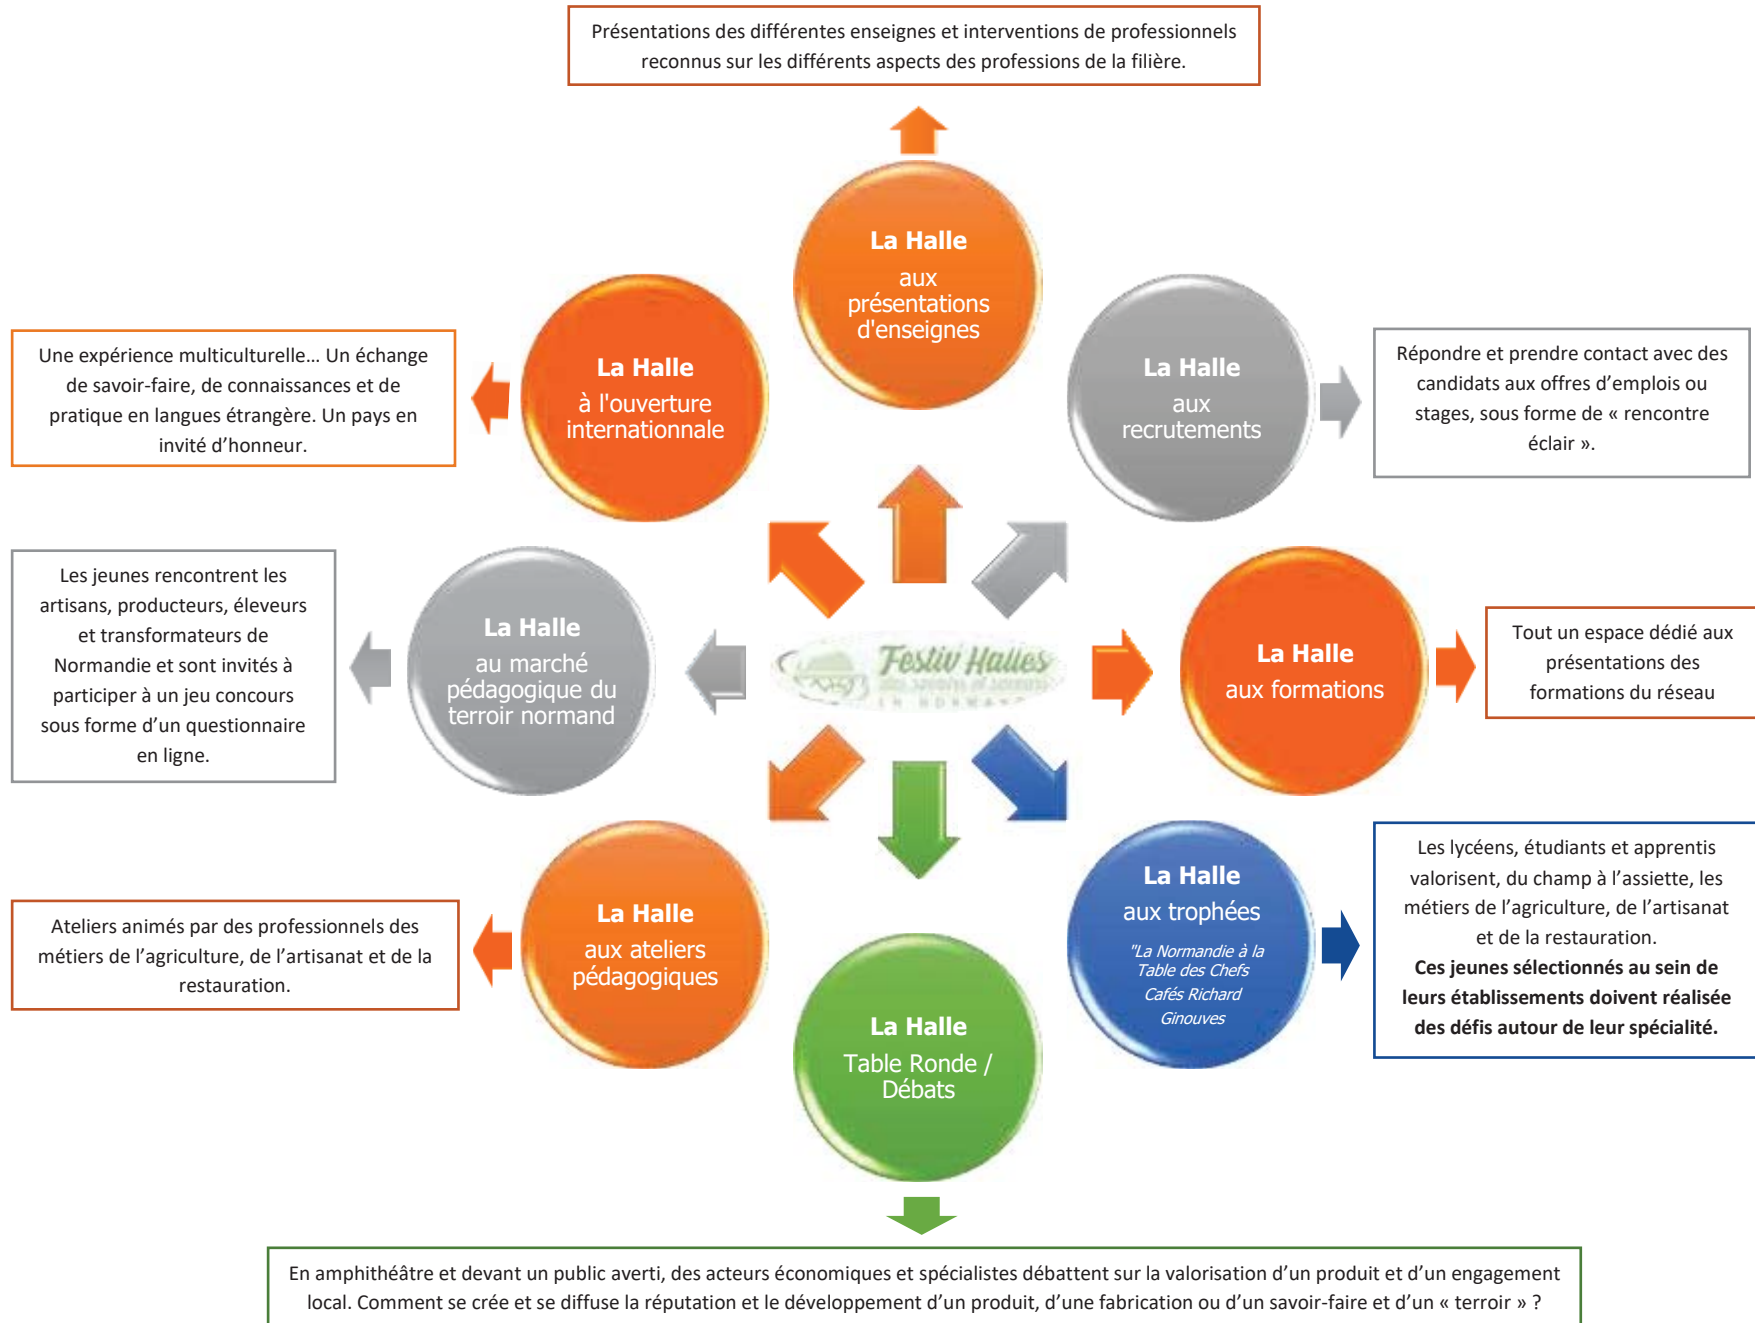 Présentations des différentes enseignes et interventions de professionnels
reconnus sur les différents aspects des professions de la filière.
La Halle
aux
présentations
d'enseignes
La Halle
à l'ouverture
internationnale
Une expérience multiculturelle… Un échange
de savoir-faire, de connaissances et de
pratique en langues étrangère. Un pays en
invité d’honneur.
La Halle
aux
recrutements
Répondre et prendre contact avec des
candidats aux offres d’emplois ou
stages, sous forme de « rencontre
éclair ».
Les jeunes rencontrent les
artisans, producteurs, éleveurs
et transformateurs de
Normandie et sont invités à
participer à un jeu concours
sous forme d’un questionnaire
en ligne.
La Halle
au marché
pédagogique du
terroir normand
Festiv Halles
des savoirs et saveurs
EN NORMANDIE
La Halle
aux formations
Tout un espace dédié aux
présentations des
formations du réseau
Ateliers animés par des professionnels des
métiers de l’agriculture, de l’artisanat et de la
restauration.
La Halle
aux ateliers
pédagogiques
La Halle
Table Ronde /
Débats
La Halle
aux trophées
"La Normandie à la
Table des Chefs
Cafés Richard
Ginouves
Les lycéens, étudiants et apprentis
valorisent, du champ à l’assiette, les
métiers de l’agriculture, de l’artisanat
et de la restauration.
Ces jeunes sélectionnés au sein de
leurs établissements doivent réalisée
des défis autour de leur spécialité.
En amphithéâtre et devant un public averti, des acteurs économiques et spécialistes débattent sur la valorisation d’un produit et d’un engagement
local. Comment se crée et se diffuse la réputation et le développement d’un produit, d’une fabrication ou d’un savoir-faire et d’un « terroir » ?